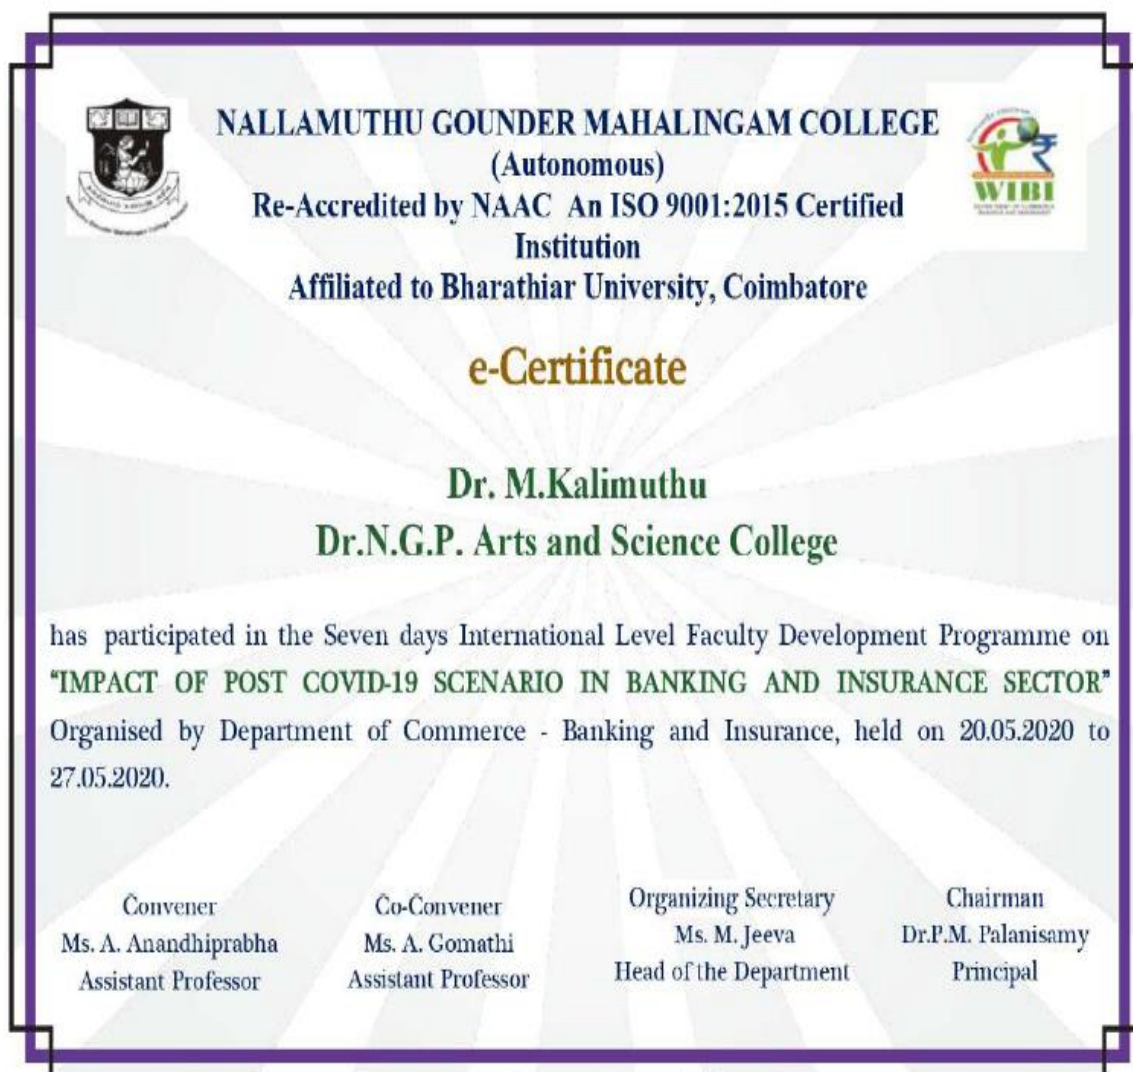 NALLAMUTHU GOUNDER MAHALINGAM COLLEGE
(Autonomous)
Re-Accredited by NAAC An ISO 9001:2015 Certified
Institution
Affiliated to Bharathiar University, Coimbatore
WIBI
e-Certificate
Dr. M.Kalimuthu
Dr.N.G.P. Arts and Science College
has participated in the Seven days International Level Faculty Development Programme on
"IMPACT OF POST COVID-19 SCENARIO IN BANKING AND INSURANCE SECTOR"
Organised by Department of Commerce - Banking and Insurance, held on 20.05.2020 to
27.05.2020.
Convener
Ms. A. Anandhiprabha
Assistant Professor
Co-Convener
Ms. A. Gomathi
Assistant Professor
Organizing Secretary
Ms. M. Jeeva
Head of the Department
Chairman
Dr.P.M. Palanisamy
Principal